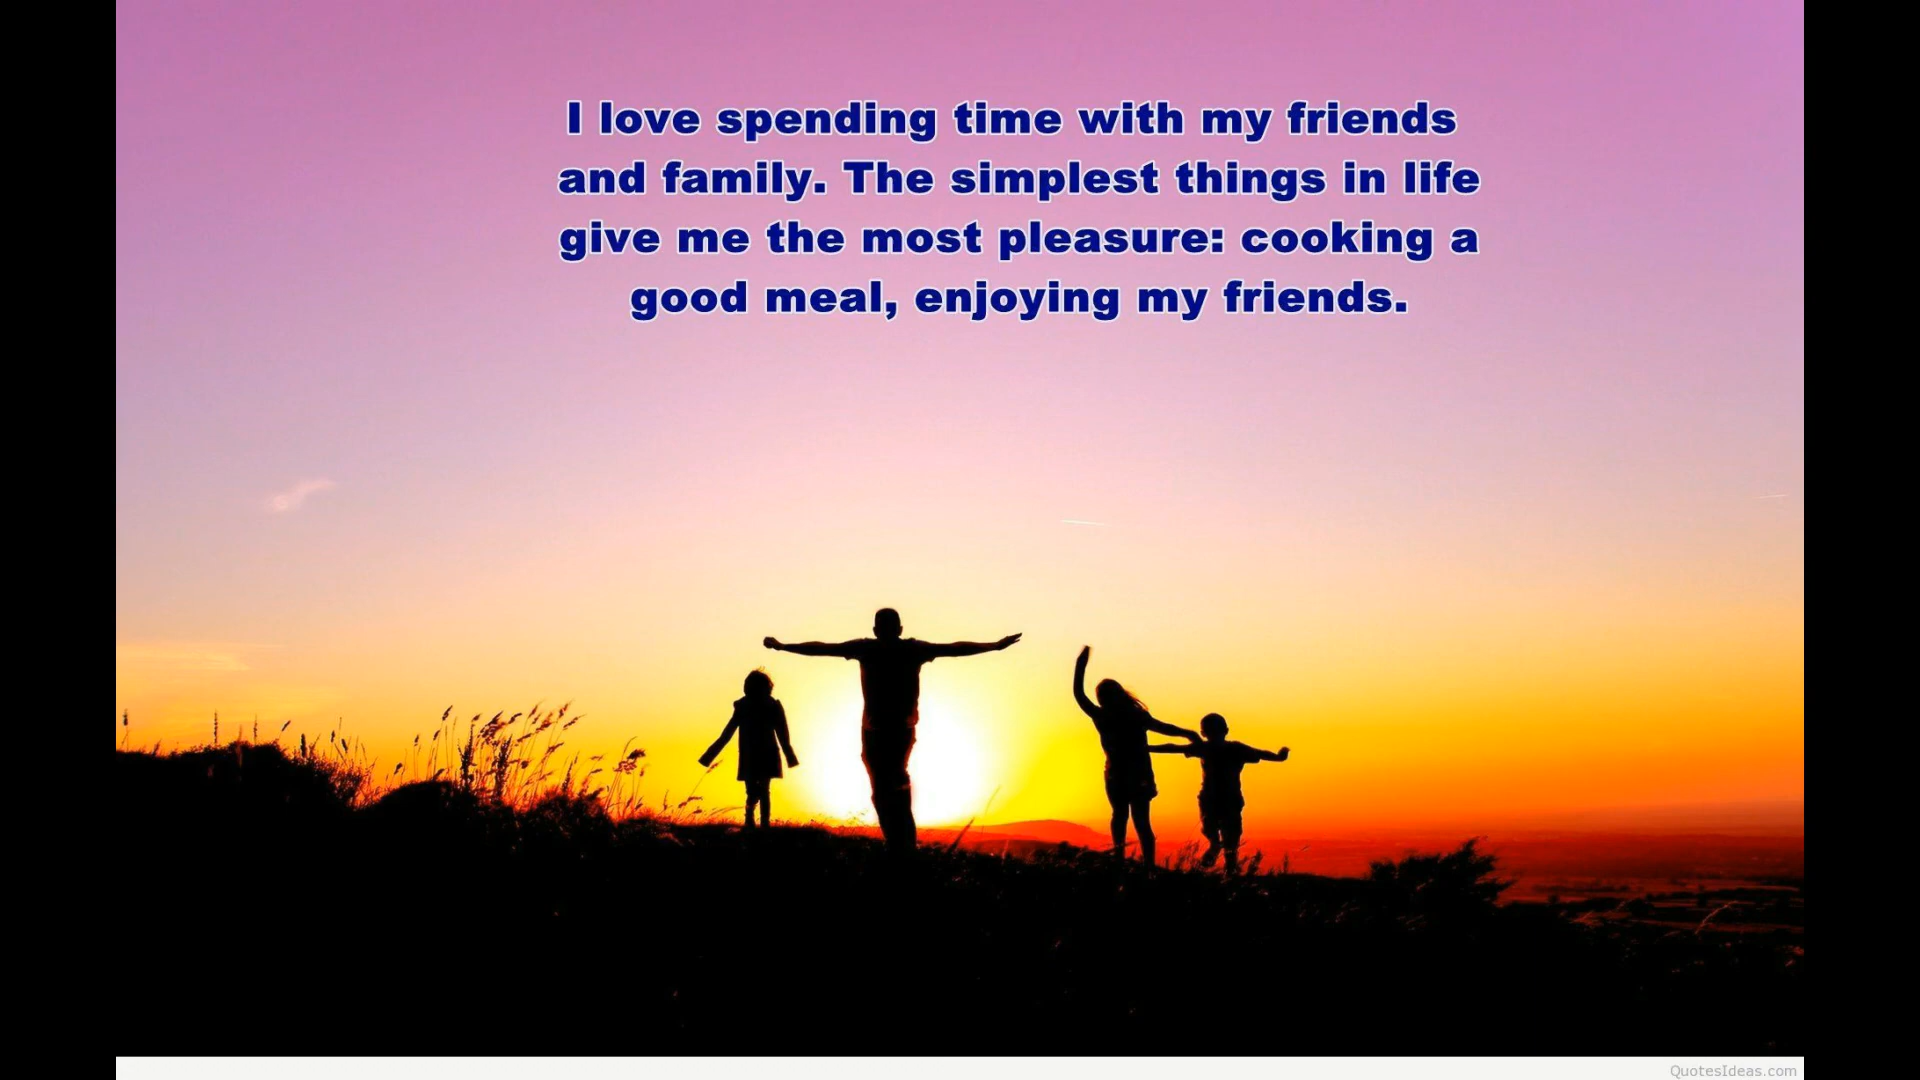 I love spending time with my friends
and family. The simplest things in life
give me the most pleasure: cooking a
good meal, enjoying my friends.
QuotesIdeas.com